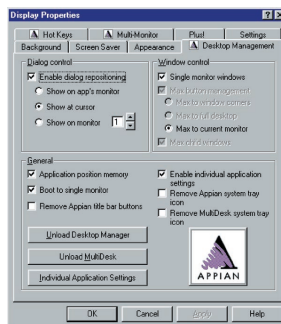 Display Properties
Hot Keys
Multi-Monitor
Plus!
Settings
Background
Screen Saver
Appearance
Desktop Management
Dialog control
Enable dialog repositioning
Show on app's monitor
Show at cursor
Show on monitor 1
Window control
Single monitor windows
Max button management
Max to window corners
Max to full desktop
Max to current monitor
Max child windows
General
Application position memory
Boot to single monitor
Remove Appian title bar buttons
Unload Desktop Manager
Unload MultiDesk
Individual Application Settings
Enable individual application
settings
Remove Appian system tray
icon
Remove MultiDesk system tray
icon
APPIAN
OK
Cancel
Apply
Help